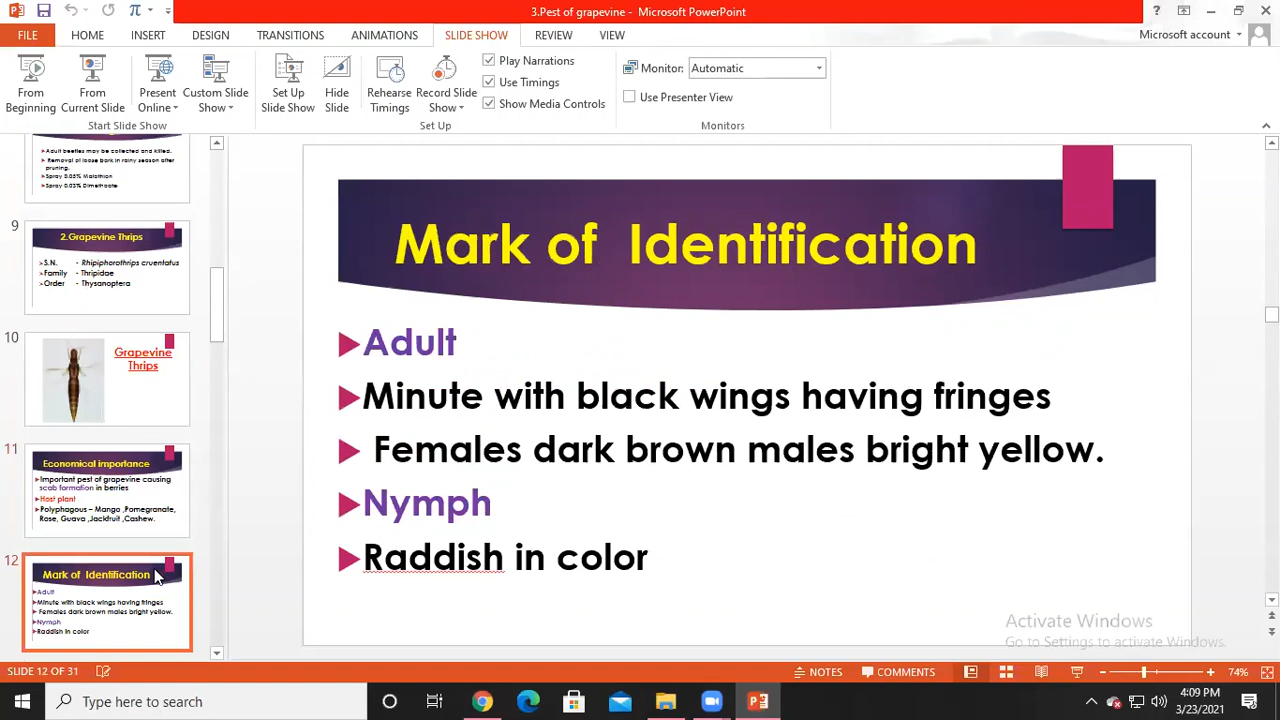 3.Pest of grapevine - Microsoft PowerPoint
FILE
HOME
INSERT
DESIGN
TRANSITIONS
ANIMATIONS
SLIDE SHOW
REVIEW
VIEW
Microsoft account
From Beginning
From Current Slide
Present Online
Custom Slide Show
Set Up Slide Show
Hide Slide
Rehearse Timings
Record Slide Show
Play Narrations
Use Timings
Show Media Controls
Monitor:
Automatic
Use Presenter View
Start Slide Show
Set Up
Monitors
Adult beetles may be collected and killed.
Removal of loose bark in rainy season after
pruning.
Spray 0.05% Malathion
Spray 0.03% Dimethoate
9
2.Grapevine Thrips
S.N. - Rhipiphorothrips cruentatus
Family - Thripidae
Order - Thysanoptera
10
Grapevine
Thrips
11
Economical importance
Important pest of grapevine causing
scab formation in berries
Host plant
Polyphagous – Mango ,Pomegranate,
Rose, Guava ,Jackfruit ,Cashew.
12
Mark of Identification
Adult
Minute with black wings having fringes
Females dark brown males bright yellow.
Nymph
Raddish in color
Mark of Identification
Adult
Minute with black wings having fringes
Females dark brown males bright yellow.
Nymph
Raddish in color
Activate Windows
Go to Settings to activate Windows.
SLIDE 12 OF 31
NOTES
COMMENTS
74%
Type here to search
4:09 PM
3/23/2021